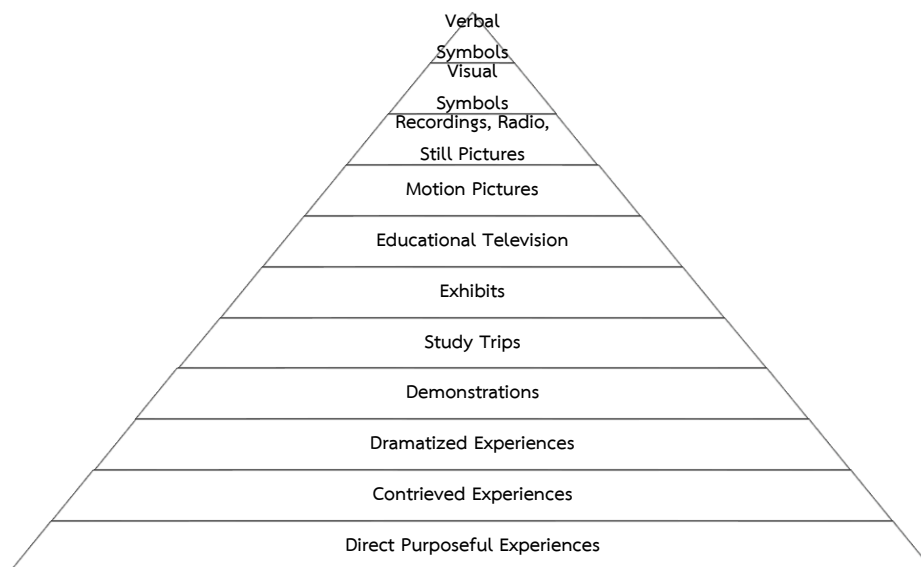 Verbal
Symbols
Visual
Symbols
Recordings, Radio,
Still Pictures
Motion Pictures
Educational Television
Exhibits
Study Trips
Demonstrations
Dramatized Experiences
Contrieved Experiences
Direct Purposeful Experiences